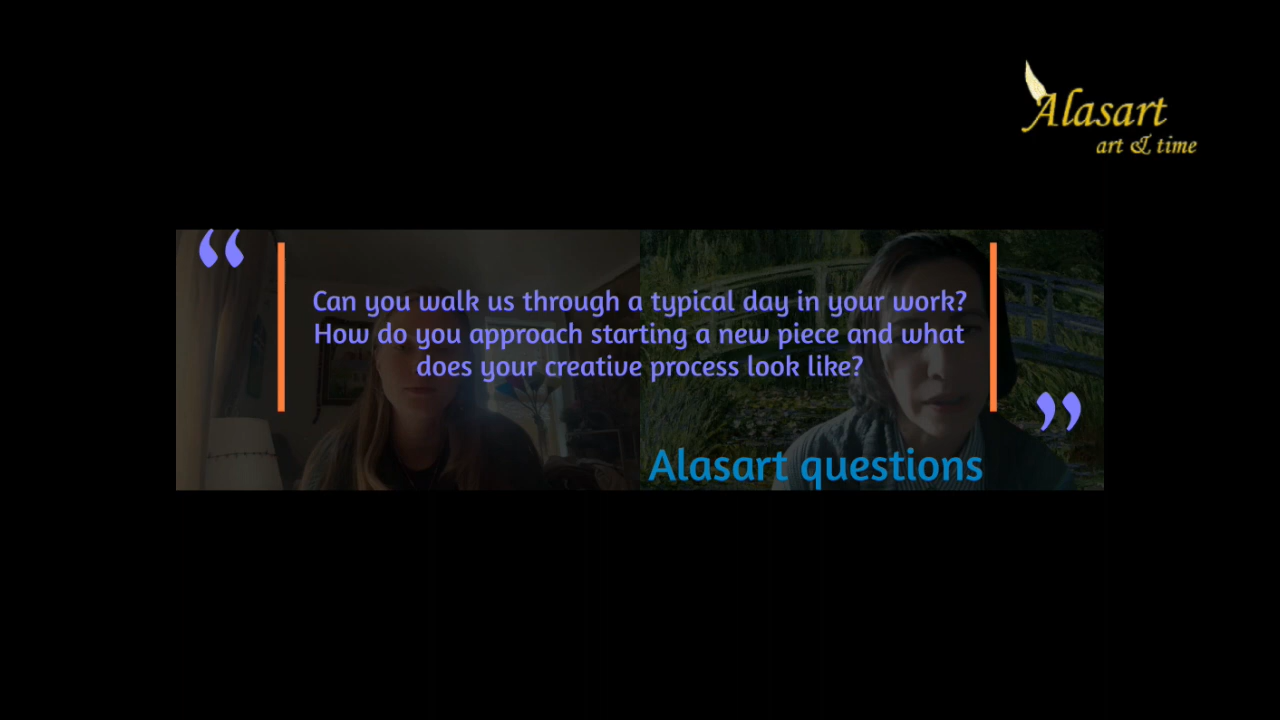 Alasart
art & time
“
Can you walk us through a typical day in your work?
How do you approach starting a new piece and what
does your creative process look like?
”
Alasart questions